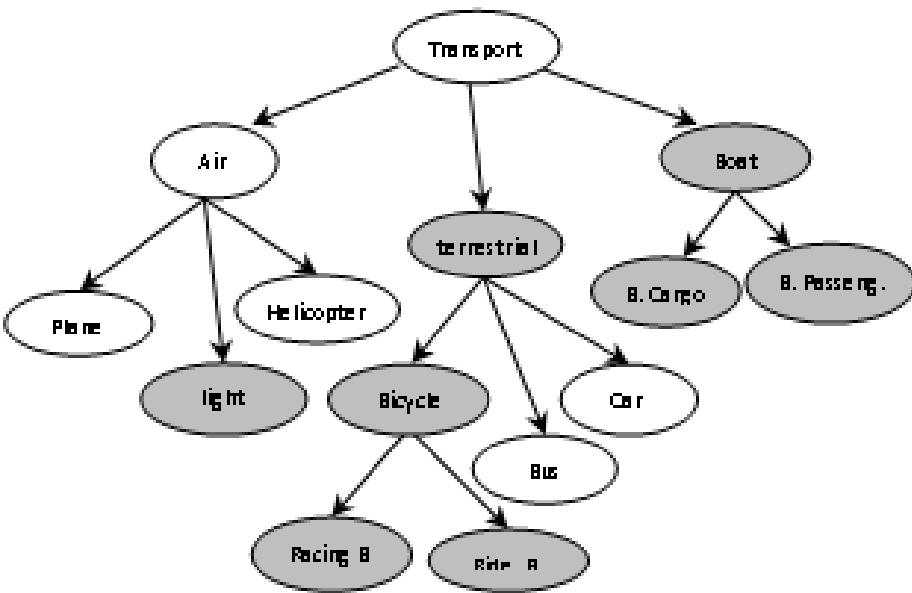 Transport
Air
Boat
terrestrial
B. Cargo
B. Passeng.
Plane
Helicopter
light
Bicycle
Car
Bus
Racing B